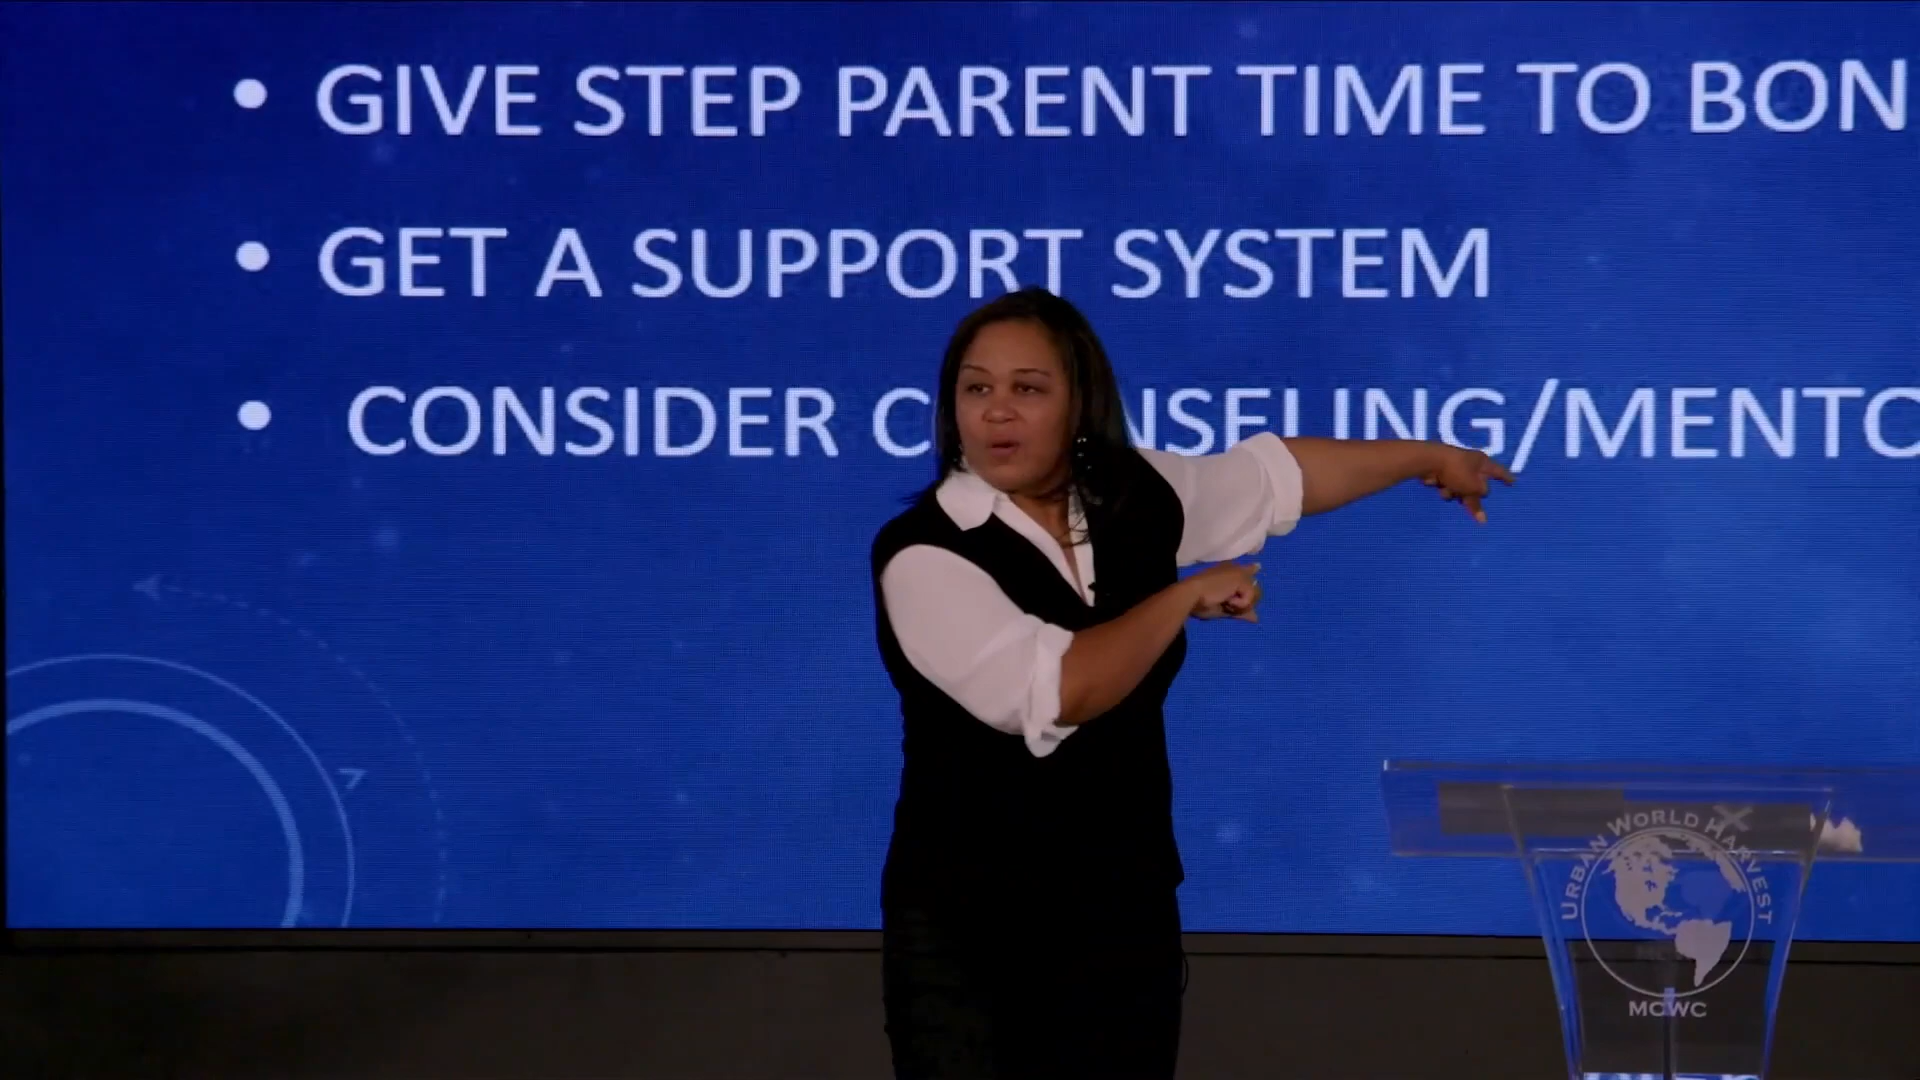 • GIVE STEP PARENT TIME TO BON
• GET A SUPPORT SYSTEM
• CONSIDER C NSELING/MENTO
URBAN WORLD HARVEST
MCWC